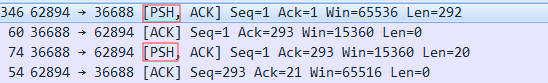 346 62894 → 36688 [PSH, ACK] Seq=1 Ack=1 Win=65536 Len=292
60 36688 → 62894 [ACK] Seq=1 Ack=293 Win=15360 Len=0
74 36688 → 62894 [PSH, ACK] Seq=1 Ack=293 Win=15360 Len=20
54 62894 → 36688 [ACK] Seq=293 Ack=21 Win=65516 Len=0